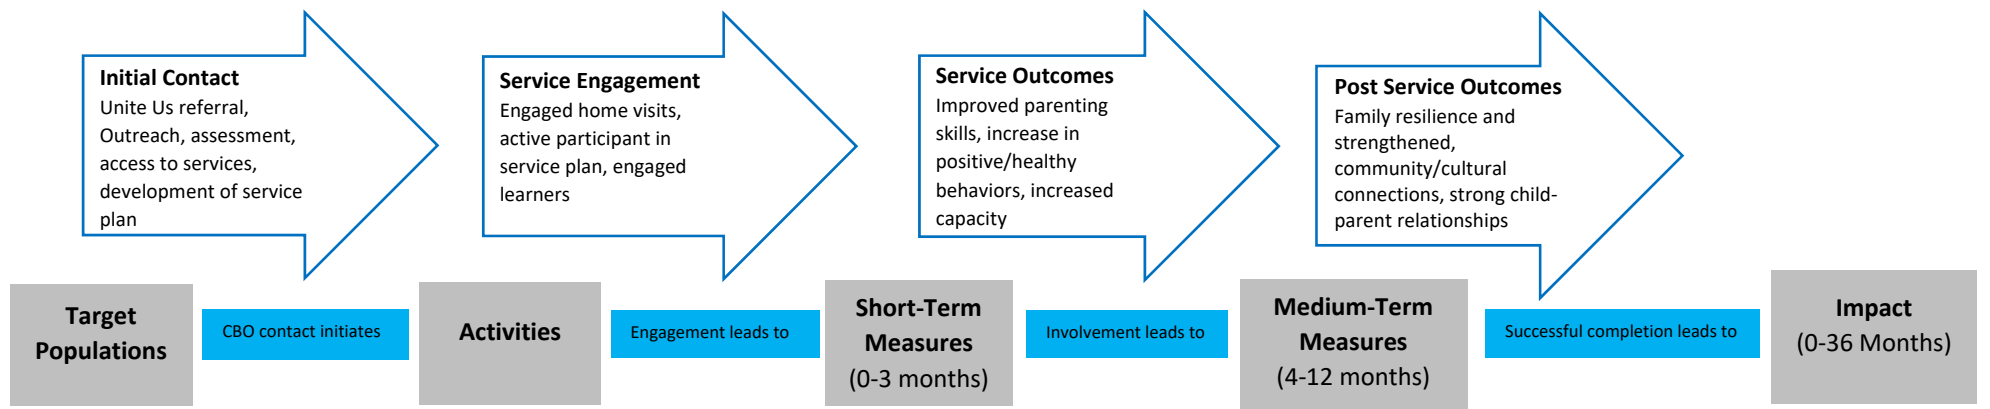 Initial Contact
Unite Us referral,
Outreach, assessment,
access to services,
development of service
plan
Service Engagement
Engaged home visits,
active participant in
service plan, engaged
learners
Service Outcomes
Improved parenting
skills, increase in
positive/healthy
behaviors, increased
capacity
Post Service Outcomes
Family resilience and
strengthened,
community/cultural
connections, strong child-
parent relationships
Target
Populations
CBO contact initiates
Activities
Engagement leads to
Short-Term
Measures
(0-3 months)
Involvement leads to
Medium-Term
Measures
(4-12 months)
Successful completion leads to
Impact
(0-36 Months)